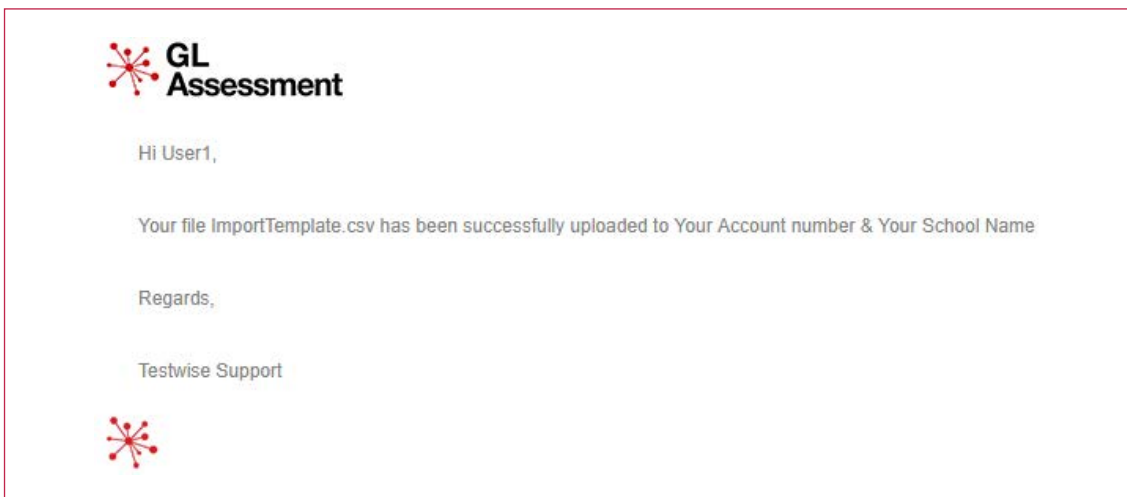 GL
Assessment
Hi User1,
Your file ImportTemplate.csv has been successfully uploaded to Your Account number & Your School Name
Regards,
Testwise Support